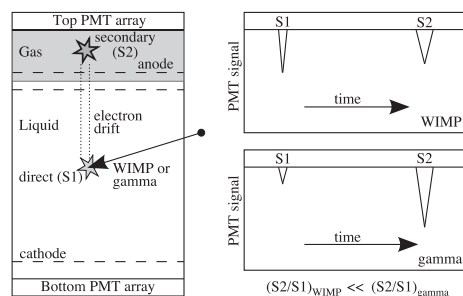 Top PMT array
Gas
secondary
(S2)
anode
Liquid
electron
drift
direct (S1)
WIMP or
gamma
cathode
Bottom PMT array
S1
S2
PMT signal
time
WIMP
S1
S2
PMT signal
time
gamma
(S2/S1)WIMP << (S2/S1)gamma